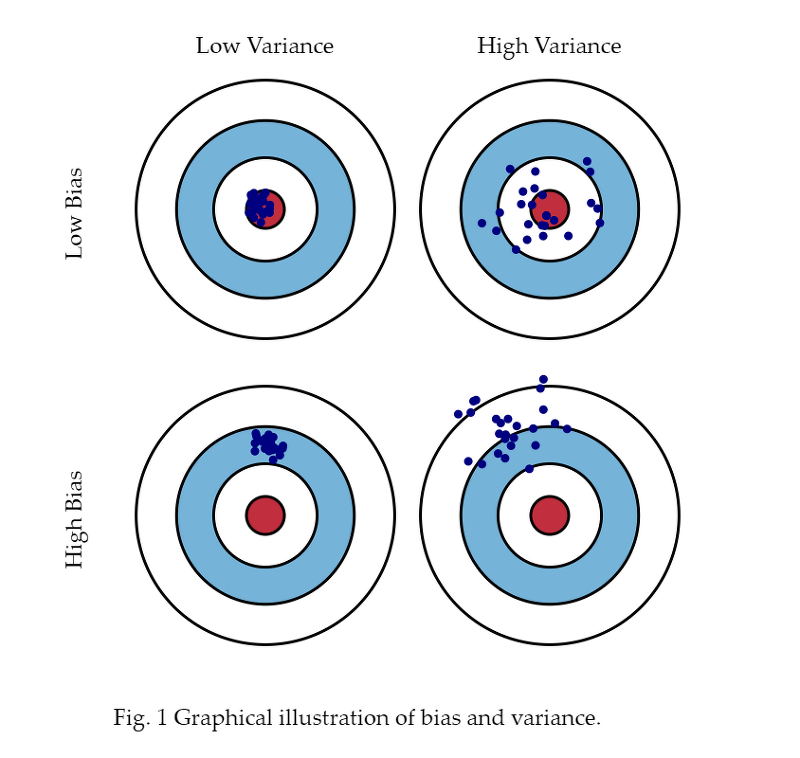 Low Variance
High Variance
Low Bias
High Bias
Fig. 1 Graphical illustration of bias and variance.